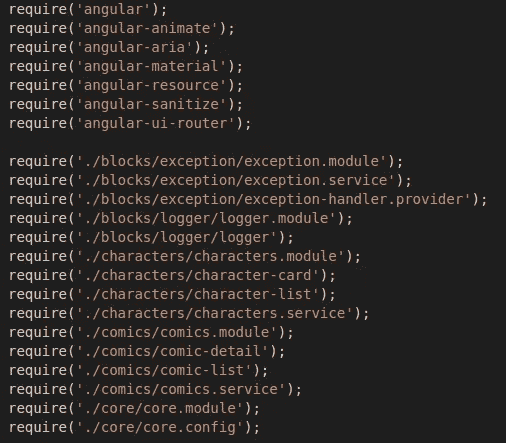 require('angular');
require('angular-animate');
require('angular-aria');
require('angular-material');
require('angular-resource');
require('angular-sanitize');
require('angular-ui-router');
require('./blocks/exception/exception.module');
require('./blocks/exception/exception.service');
require('./blocks/exception/exception-handler.provider');
require('./blocks/logger/logger.module');
require('./blocks/logger/logger');
require('./characters/characters.module');
require('./characters/character-card');
require('./characters/character-list');
require('./characters/characters.service');
require('./comics/comics.module');
require('./comics/comic-detail');
require('./comics/comic-list');
require('./comics/comics.service');
require('./core/core.module');
require('./core/core.config');